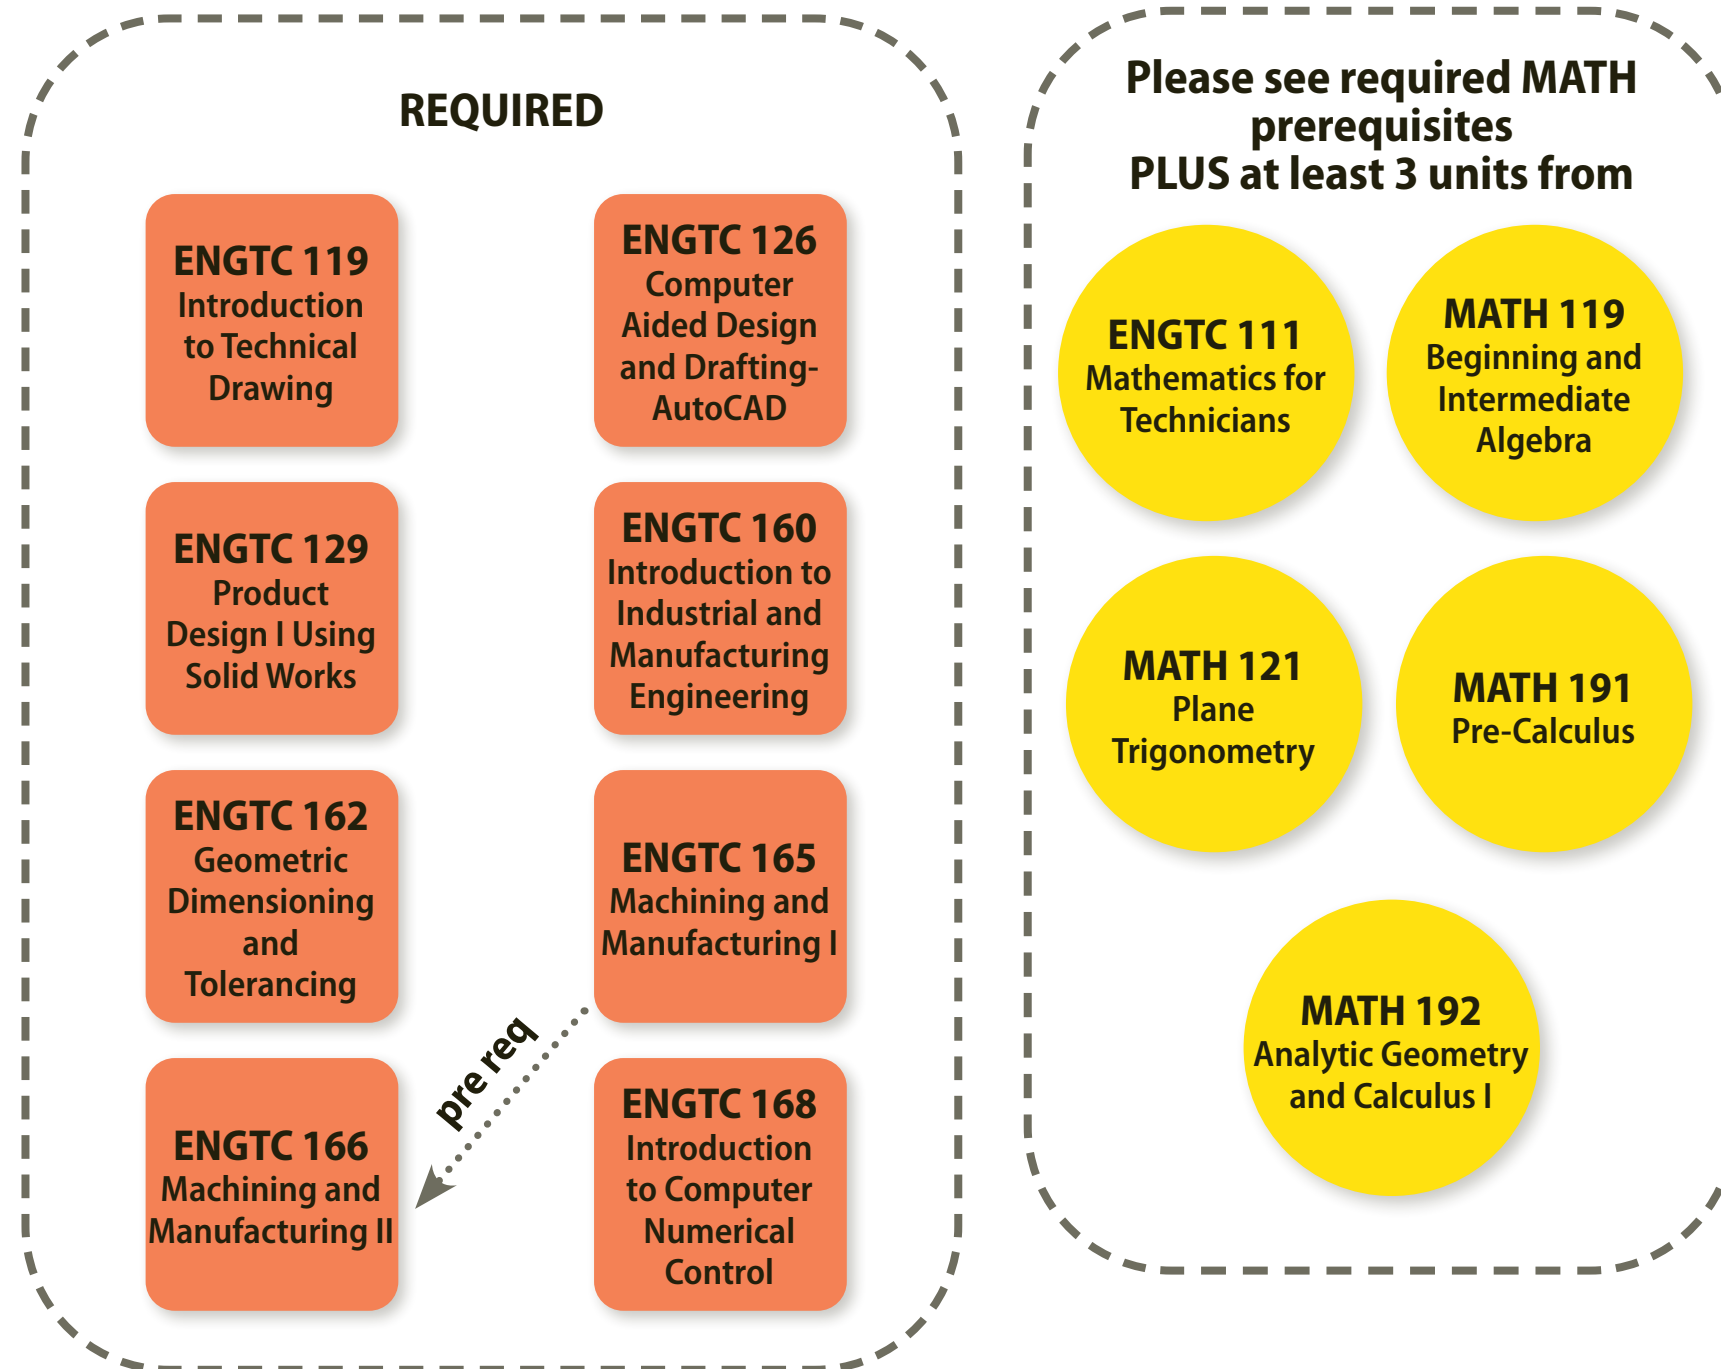 REQUIRED
ENGTC 119
Introduction
to Technical
Drawing
ENGTC 126
Computer
Aided Design
and Drafting-
AutoCAD
ENGTC 129
Product
Design I Using
Solid Works
ENGTC 160
Introduction to
Industrial and
Manufacturing
Engineering
ENGTC 162
Geometric
Dimensioning
and
Tolerancing
ENGTC 165
Machining and
Manufacturing I
pre req
ENGTC 166
Machining and
Manufacturing II
ENGTC 168
Introduction
to Computer
Numerical
Control
Please see required MATH
prerequisites
PLUS at least 3 units from
ENGTC 111
Mathematics for
Technicians
MATH 119
Beginning and
Intermediate
Algebra
MATH 121
Plane
Trigonometry
MATH 191
Pre-Calculus
MATH 192
Analytic Geometry
and Calculus I